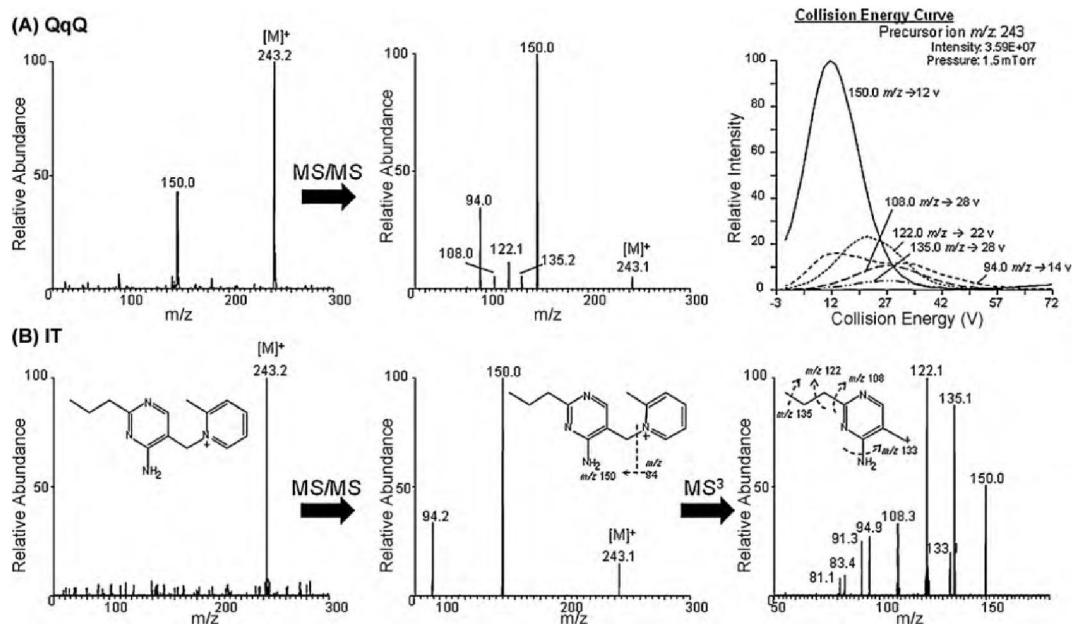 (A) QqQ
[M]+
243.2
100
50
150.0
Relative Abundance
100
200
300
m/z
MS/MS
150.0
100
50
94.0
108.0
122.1
135.2
[M]+
243.1
Relative Abundance
100
200
300
m/z
Collision Energy Curve
Precursor ion m/z: 243
Intensity: 3.59E+07
Pressure: 1.5 mTorr
100
80
60
40
20
0
Relative Intensity
150.0 m/z→12 v
108.0 m/z→ 28 v
122.0 m/z→ 22 v
135.0 m/z→28 v
94.0 m/z→14 v
-3
12
27
42
57
72
Collision Energy (V)
(B) IT
[M]+
243.2
100
50
Relative Abundance
N
N
NH2
N
+
100
200
300
m/z
MS/MS
150.0
100
50
94.2
Relative Abundance
N
N
NH2
N
+
m/z 150
m/z
94
[M]+
243.1
100
200
300
m/z
MS3
100
50
Relative Abundance
m/z 122
m/z 108
m/z 135
N
N
NH2
+
m/z 133
122.1
135.1
150.0
108.3
94.9
91.3
83.4
81.1
133.1
50
100
150
m/z